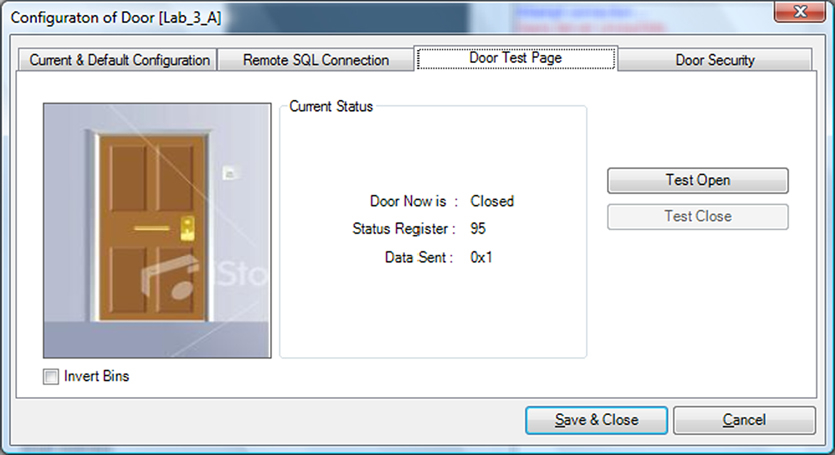 Configuraton of Door [Lab_3_A]
Current & Default Configuration
Remote SQL Connection
Door Test Page
Door Security
Current Status
Door Now is : Closed
Status Register : 95
Data Sent : 0x1
Test Open
Test Close
iSto
Invert Bins
Save & Close
Cancel